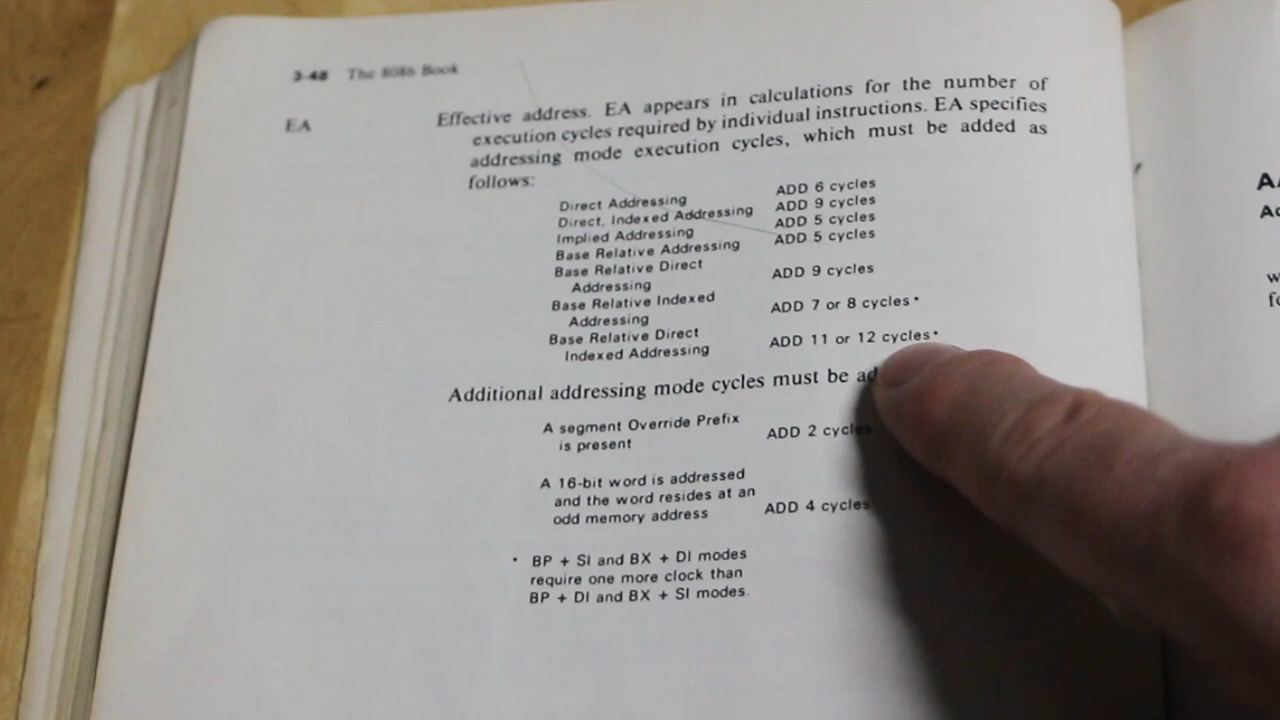 3-48 The 8086 Book
EA
Effective address. EA appears in calculations for the number of
execution cycles required by individual instructions. EA specifies
addressing mode execution cycles, which must be added as
follows:
Direct Addressing ADD 6 cycles
Direct, Indexed Addressing ADD 9 cycles
Implied Addressing ADD 5 cycles
Base Relative Addressing ADD 5 cycles
Base Relative Direct
Addressing ADD 9 cycles
Base Relative Indexed
Addressing ADD 7 or 8 cycles*
Base Relative Direct
Indexed Addressing ADD 11 or 12 cycles*
Additional addressing mode cycles must be
A segment Override Prefix
is present ADD 2
A 16-bit word is addressed
and the word resides at an
odd memory address ADD 4 cycles
* BP + SI and BX + DI modes
require one more clock than
BP + DI and BX + SI modes.